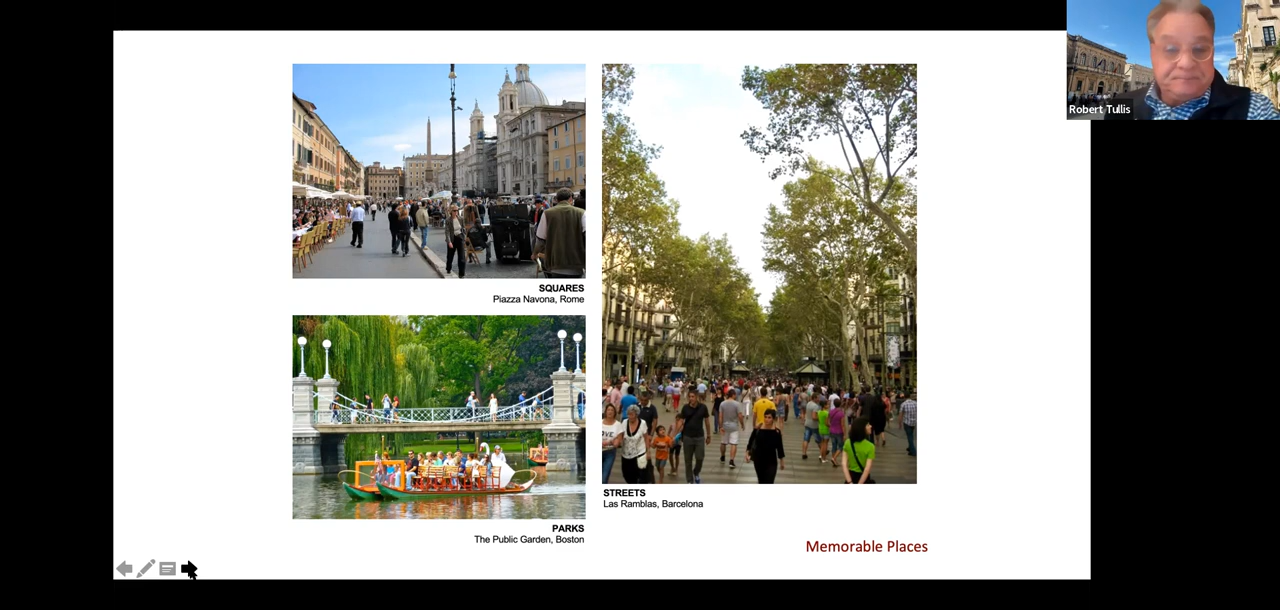 Robert Tullis
SQUARES
Piazza Navona, Rome
PARKS
The Public Garden, Boston
STREETS
Las Ramblas, Barcelona
Memorable Places